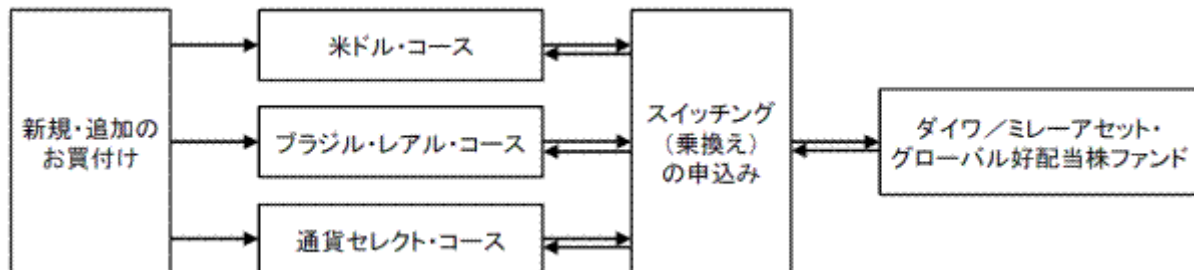 新規・追加の
お買付け
米ドル・コース
ブラジル・レアル・コース
通貨セレクト・コース
スイッチング
（乗換え）
の申込み
ダイワ／ミレーアセット・
グローバル好配当株ファンド